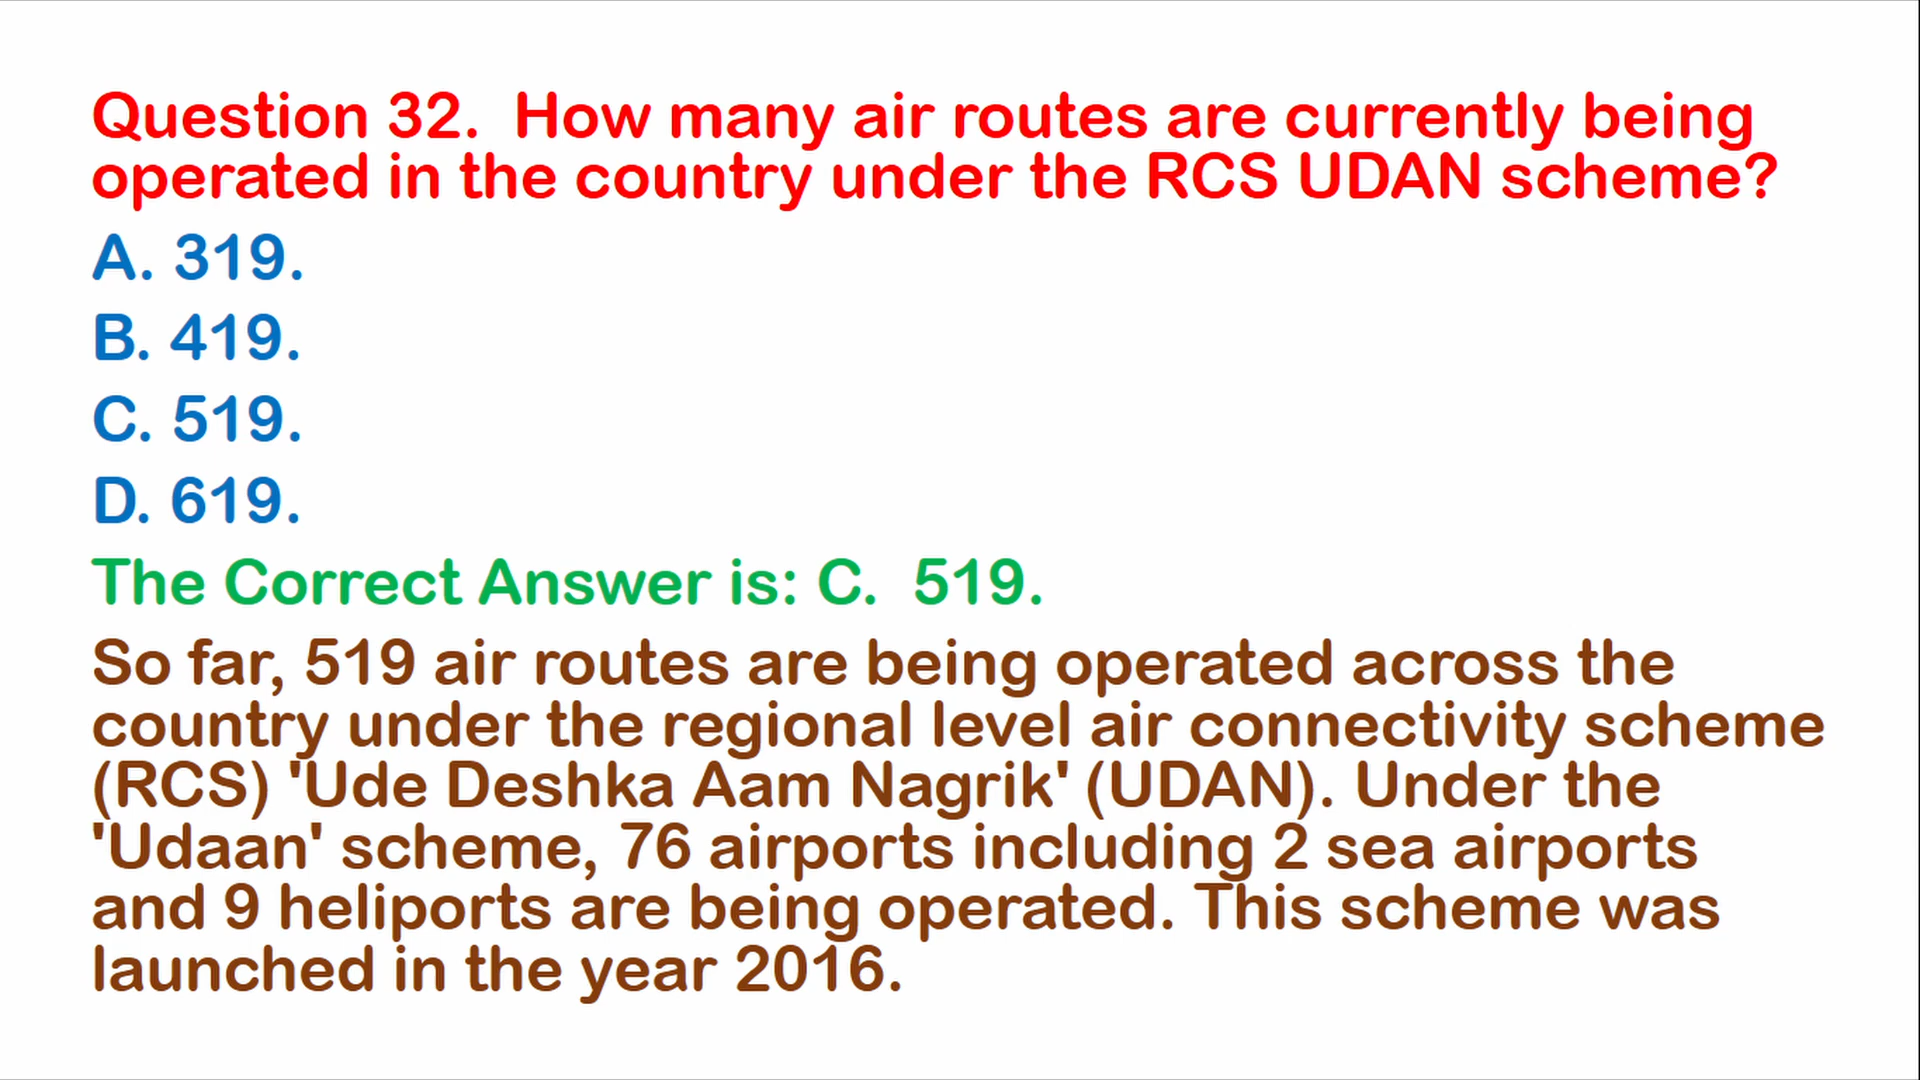 Question 32.  How many air routes are currently being
operated in the country under the RCS UDAN scheme?
A. 319.
B. 419.
C. 519.
D. 619.
The Correct Answer is: C.  519.
So far, 519 air routes are being operated across the
country under the regional level air connectivity scheme
(RCS) 'Ude Deshka Aam Nagrik' (UDAN). Under the
'Udaan' scheme, 76 airports including 2 sea airports
and 9 heliports are being operated. This scheme was
launched in the year 2016.